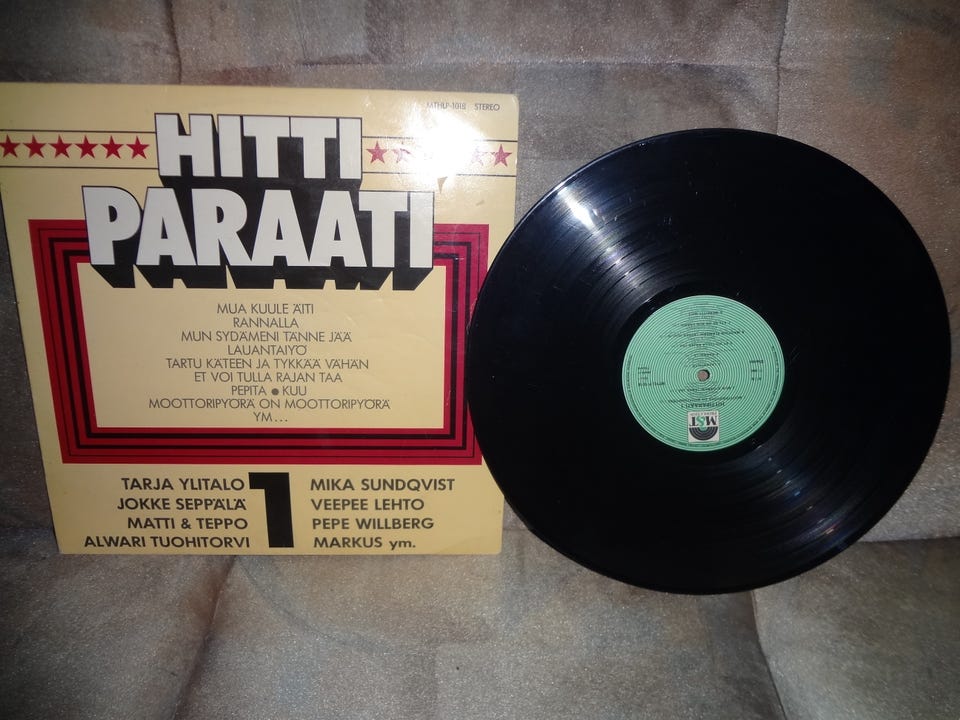 MTHLP-1018 STEREO
HITTI
PARAATI
MUA KUULE ÄITI
RANNALLA
MUN SYDÄMENI TÄNNE JÄÄ
LAUANTAIYÖ
TARTU KÄTEEN JA TYKKÄÄ VÄHÄN
ET VOI TULLA RAJAN TAA
PEPITA ● KUU
MOOTTORIPYÖRÄ ON MOOTTORIPYÖRÄ
YM...
TARJA YLITALO
JOKKE SEPPÄLÄ
MATTI & TEPPO
ALWARI TUOHITORVI
1
MIKA SUNDQVIST
VEEPEE LEHTO
PEPE WILLBERG
MARKUS ym.
HITTIPARAATI 1